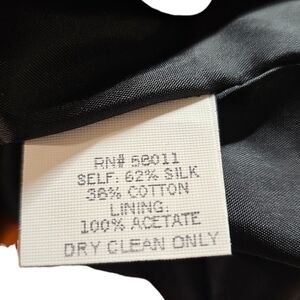 RN# 58011
SELF: 62% SILK
38% COTTON
LINING:
100% ACETATE
DRY CLEAN ONLY